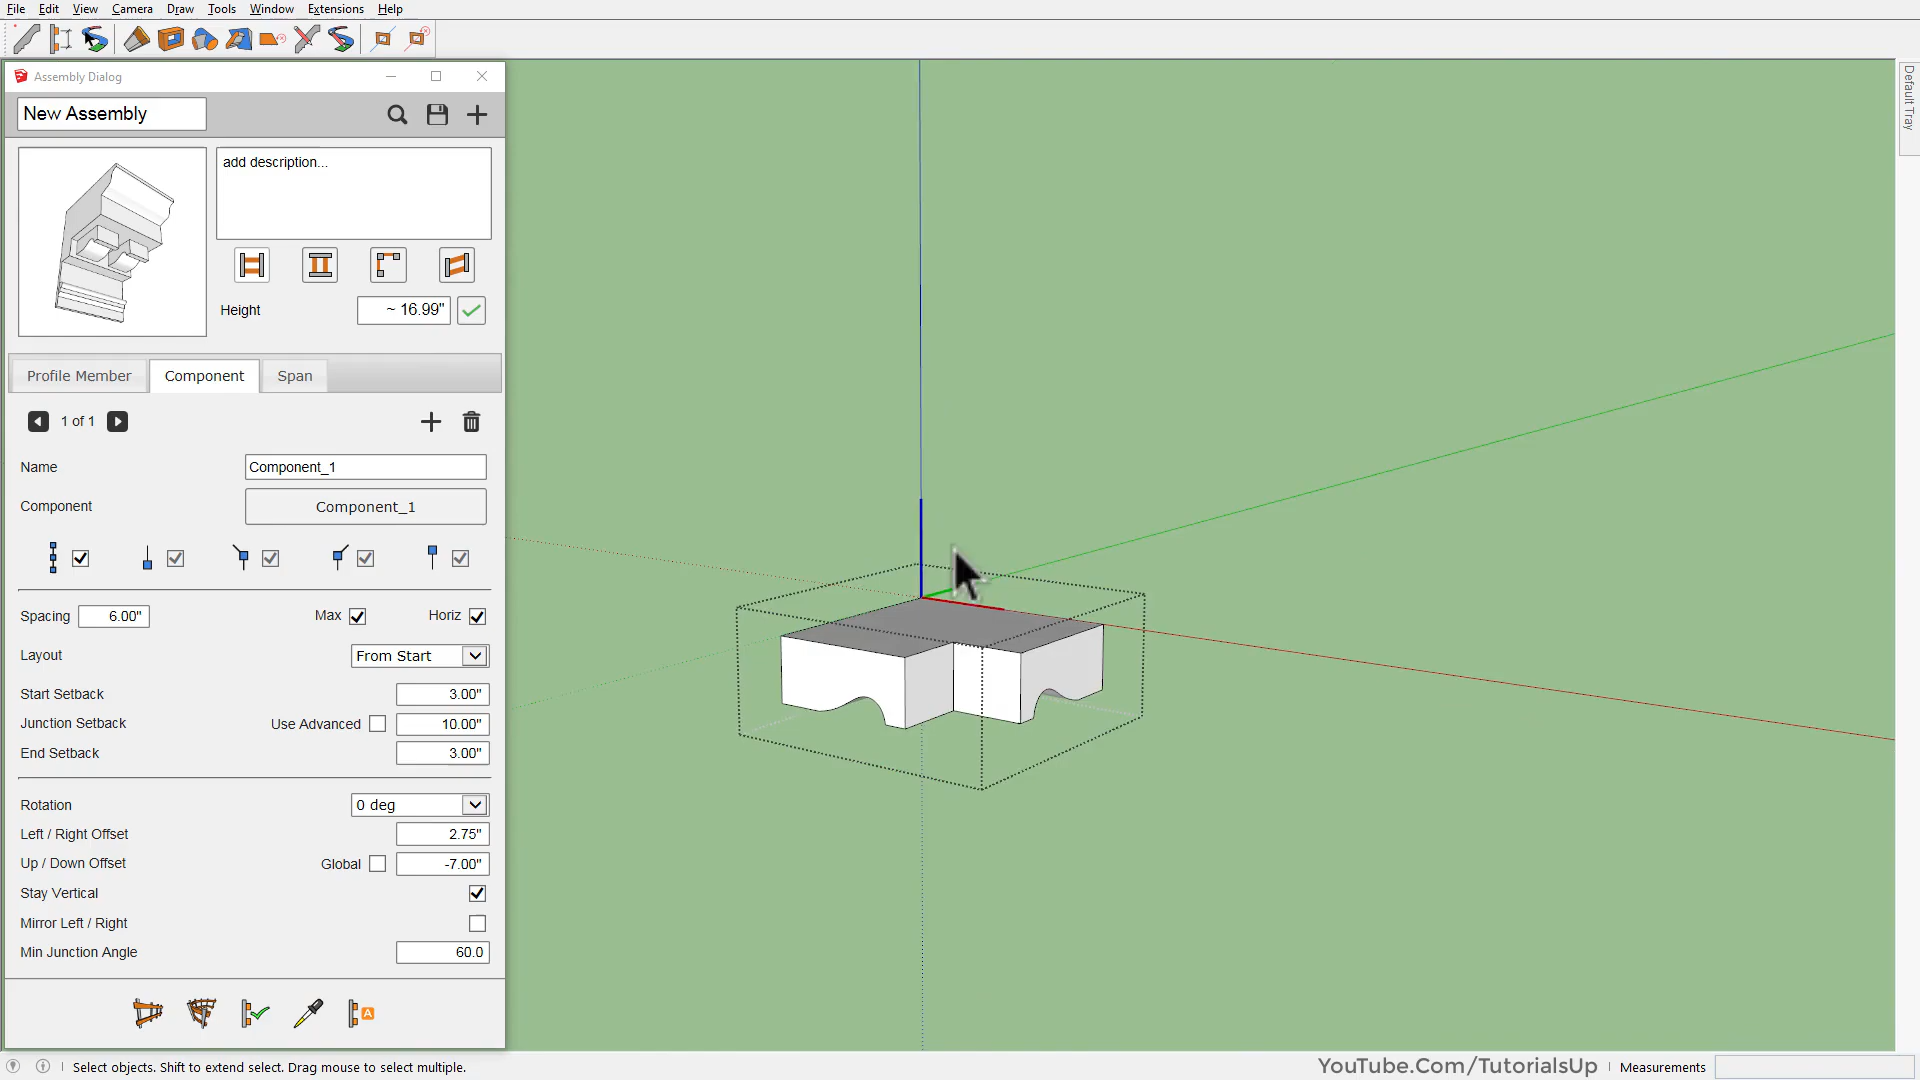 File Edit View Camera Draw Tools Window Extensions Help
Assembly Dialog
Default Tray
New Assembly
add description...
Height ~ 16.99"
Profile Member Component Span
1 of 1
Name Component_1
Component Component_1
Spacing 6.00" Max Horiz
Layout From Start
Start Setback 3.00"
Junction Setback Use Advanced 10.00"
End Setback 3.00"
Rotation 0 deg
Left / Right Offset 2.75"
Up / Down Offset Global -7.00"
Stay Vertical
Mirror Left / Right
Min Junction Angle 60.0
A
Select objects. Shift to extend select. Drag mouse to select multiple.
YouTube.Com/TutorialsUp
Measurements